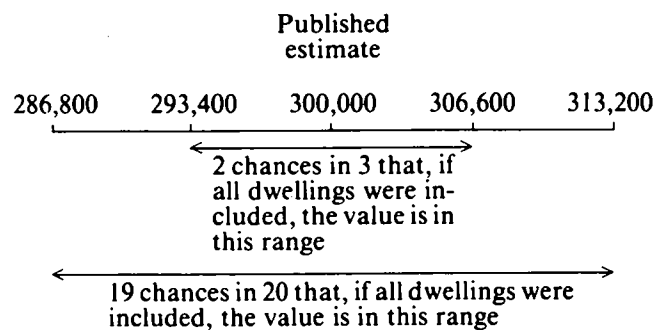 Published
estimate
286,800 293,400 300,000 306,600 313,200
2 chances in 3 that, if
all dwellings were in-
cluded, the value is in
this range
19 chances in 20 that, if all dwellings were
included, the value is in this range